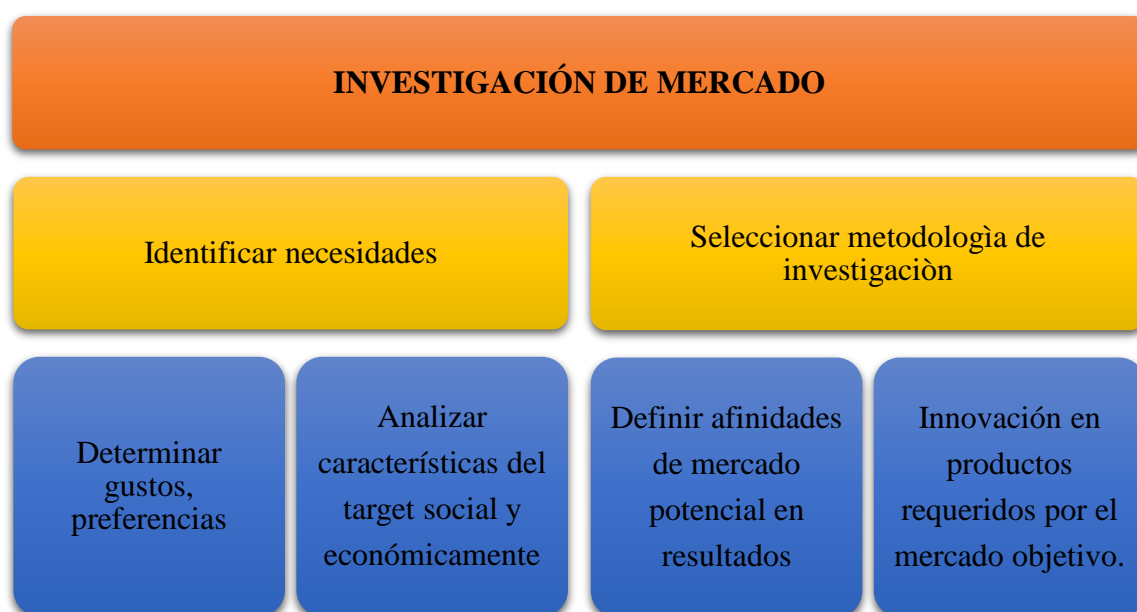 INVESTIGACIÓN DE MERCADO
Identificar necesidades
Seleccionar metodologìa de
investigaciòn
Determinar
gustos,
preferencias
Analizar
características del
target social y
económicamente
Definir afinidades
de mercado
potencial en
resultados
Innovación en
productos
requeridos por el
mercado objetivo.